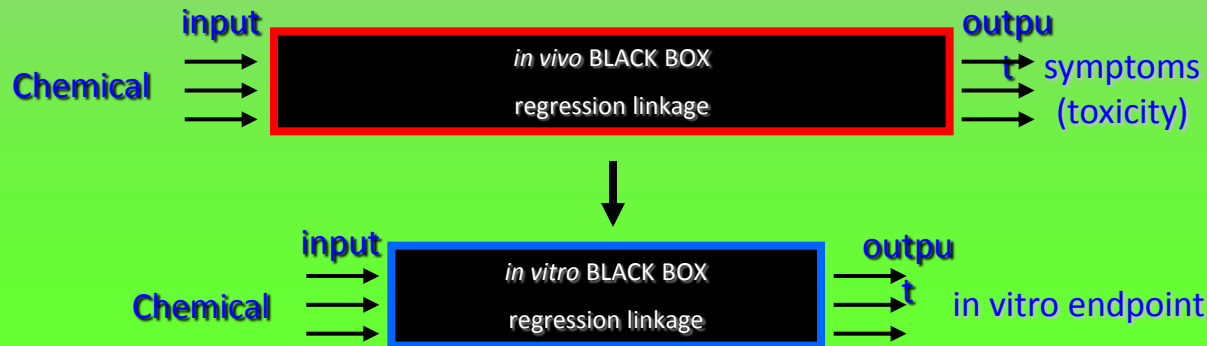 input
outpu
t
in vivo BLACK BOX
regression linkage
Chemical
symptoms
(toxicity)
input
outpu
t
in vitro BLACK BOX
regression linkage
Chemical
in vitro endpoint